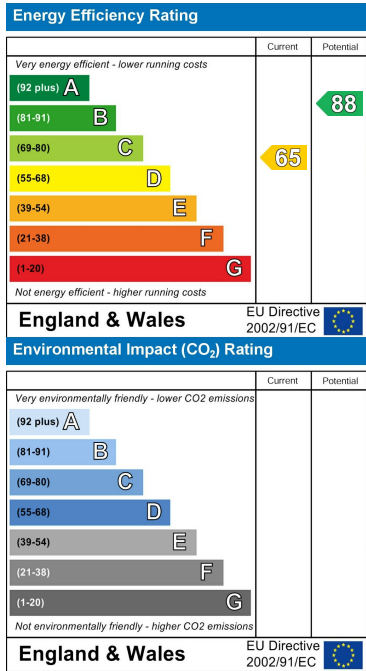 Energy Efficiency Rating
Current Potential
Very energy efficient - lower running costs
(92 plus) A
(81-91) B
88
(69-80) C
65
(55-68) D
(39-54) E
(21-38) F
(1-20) G
Not energy efficient - higher running costs
England & Wales
EU Directive
2002/91/EC
Environmental Impact (CO₂) Rating
Current Potential
Very environmentally friendly - lower CO2 emissions
(92 plus) A
(81-91) B
(69-80) C
(55-68) D
(39-54) E
(21-38) F
(1-20) G
Not environmentally friendly - higher CO2 emissions
England & Wales
EU Directive
2002/91/EC